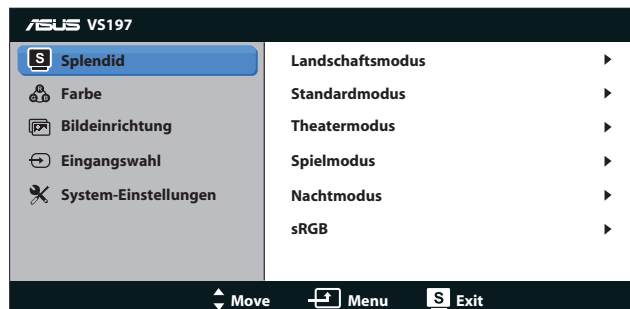 ASUS VS197
S Splendid
Farbe
Bildeinrichtung
Eingangswahl
System-Einstellungen
Landschaftsmodus
Standardmodus
Theatermodus
Spielmodus
Nachtmodus
sRGB
Move Menu S Exit